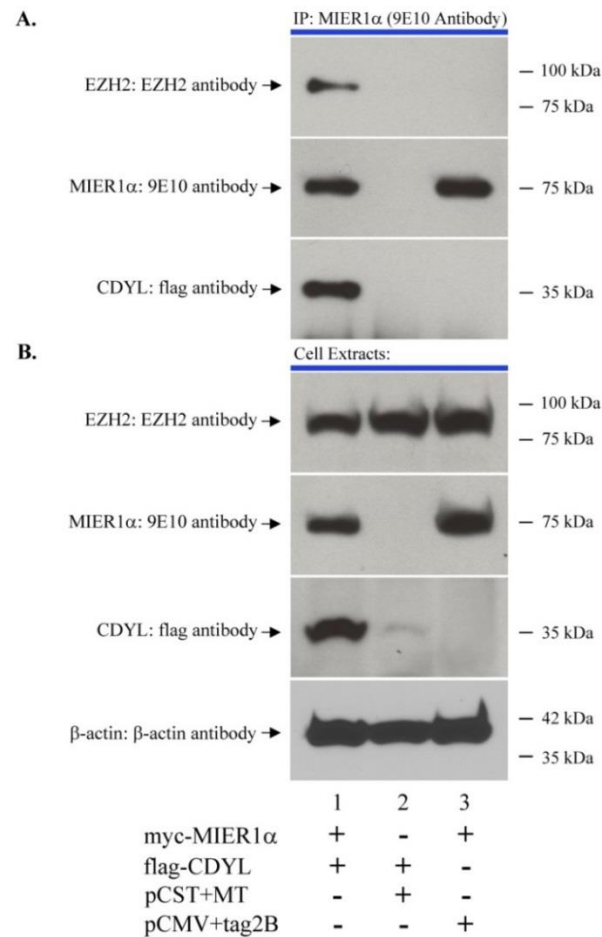 A.
IP: MIER1α (9E10 Antibody)
EZH2: EZH2 antibody
100 kDa
75 kDa
MIER1α: 9E10 antibody
75 kDa
CDYL: flag antibody
35 kDa
B.
Cell Extracts:
EZH2: EZH2 antibody
100 kDa
75 kDa
MIER1α: 9E10 antibody
75 kDa
CDYL: flag antibody
35 kDa
β-actin: β-actin antibody
42 kDa
35 kDa
1 2 3
myc-MIER1α + - +
flag-CDYL + + -
pCST+MT - + -
pCMV+tag2B - - +